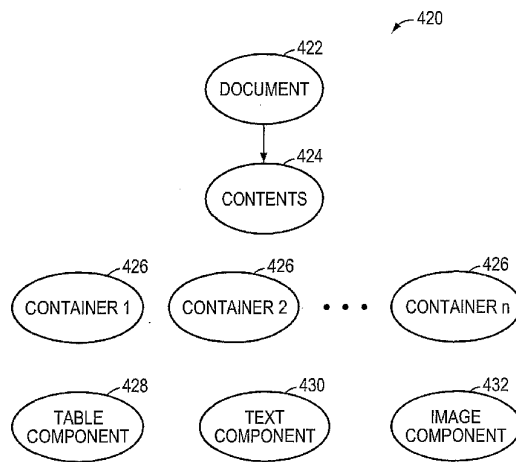 420
422
DOCUMENT
424
CONTENTS
426 426 426
CONTAINER 1 CONTAINER 2 • • • CONTAINER n
428 430 432
TABLE COMPONENT TEXT COMPONENT IMAGE COMPONENT